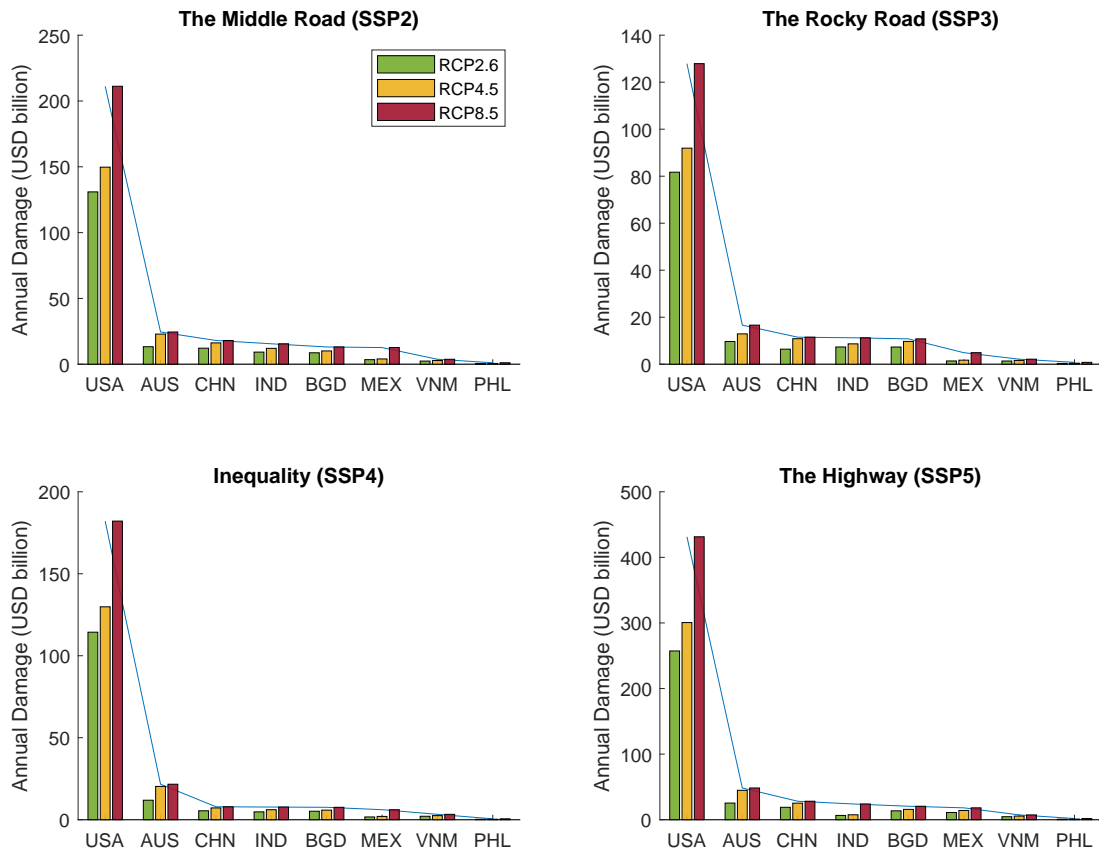 The Middle Road (SSP2)
Annual Damage (USD billion)
250
200
150
100
50
0
RCP2.6
RCP4.5
RCP8.5
USA AUS CHN IND BGD MEX VNM PHL
The Rocky Road (SSP3)
Annual Damage (USD billion)
140
120
100
80
60
40
20
0
USA AUS CHN IND BGD MEX VNM PHL
Inequality (SSP4)
Annual Damage (USD billion)
200
150
100
50
0
USA AUS CHN IND BGD MEX VNM PHL
The Highway (SSP5)
Annual Damage (USD billion)
500
400
300
200
100
0
USA AUS CHN IND BGD MEX VNM PHL